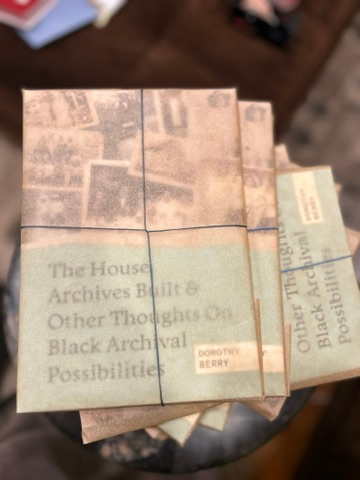 The House
Archives Built &
Other Thoughts On
Black Archival
Possibilities
DOROTHY
BERRY
Other Thoughts
Black Archival
Possibilities
DOROTHY
BERRY